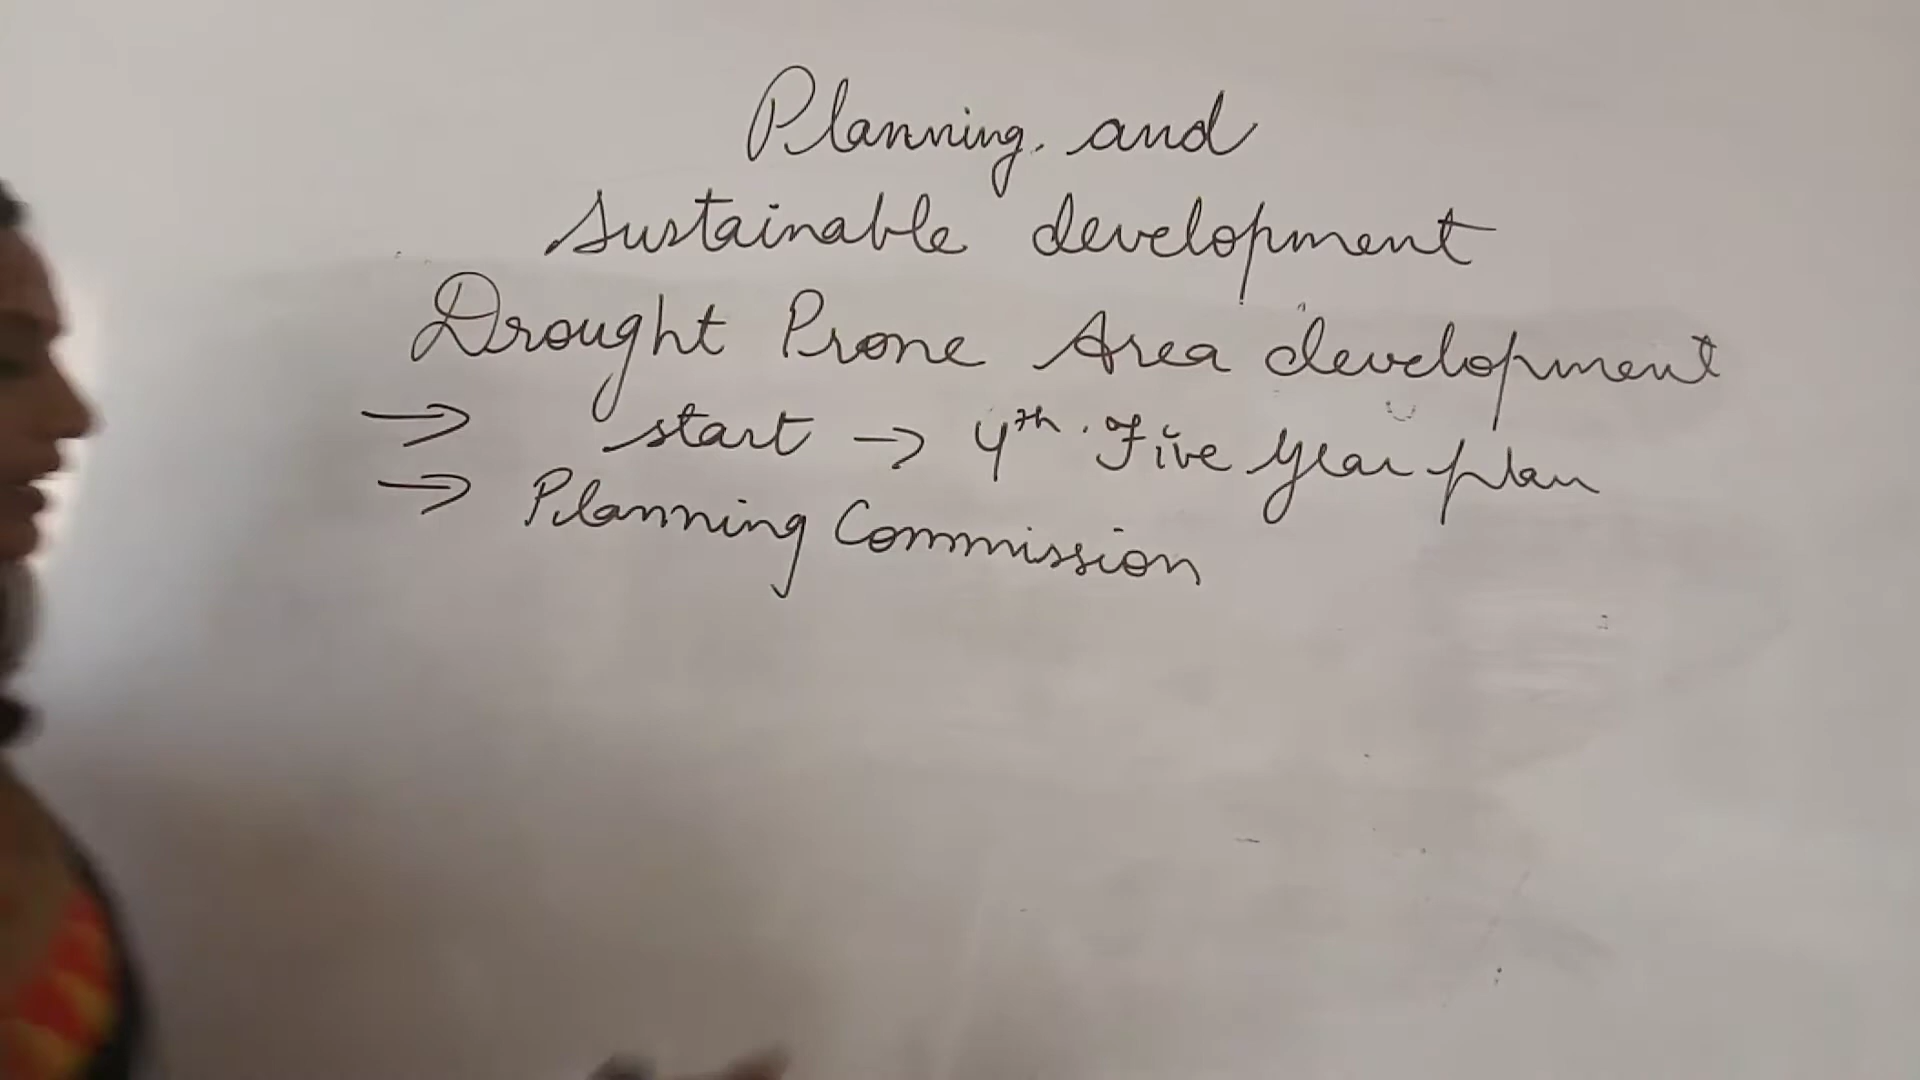 Planning and
sustainable development
Drought Prone Area development
→ start → 4th Five year plan
→ Planning Commission